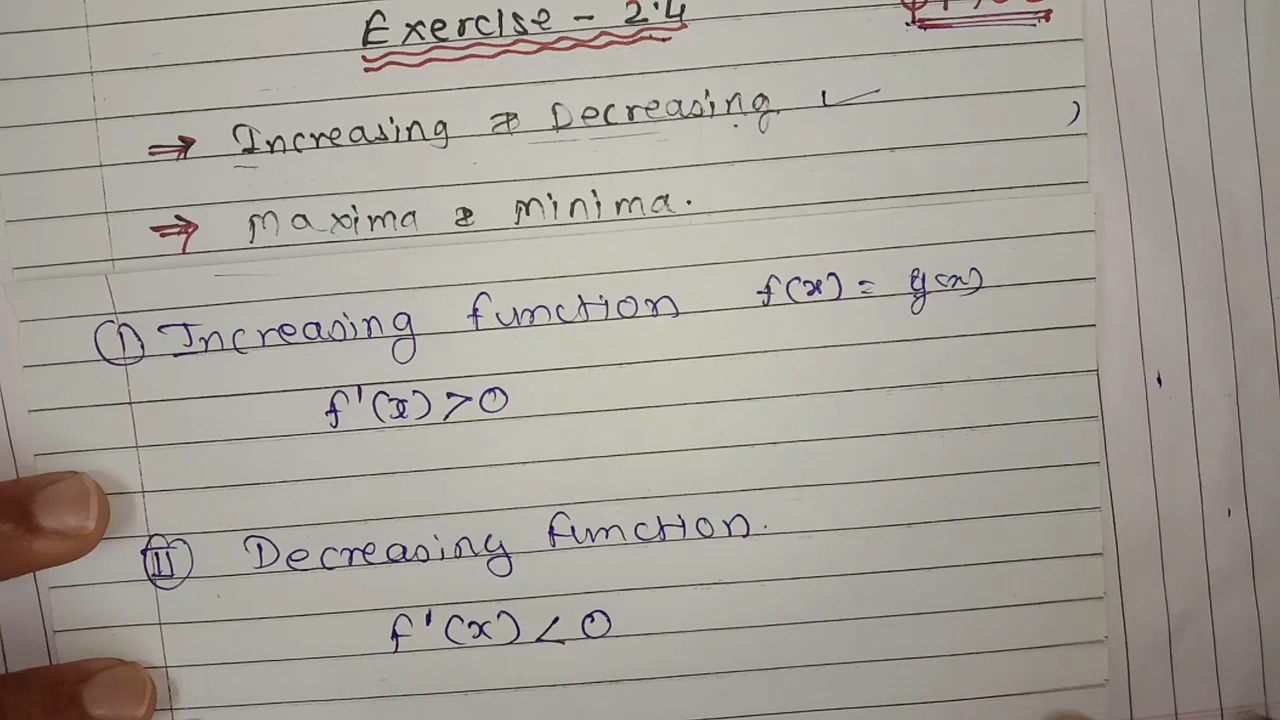 Exercise - 2.4
⇒ Increasing & Decreasing ✓
⇒ Maxima & minima.
(I) Increasing function f(x) = y(x)
f'(x) > 0
(II) Decreasing function.
f'(x) < 0